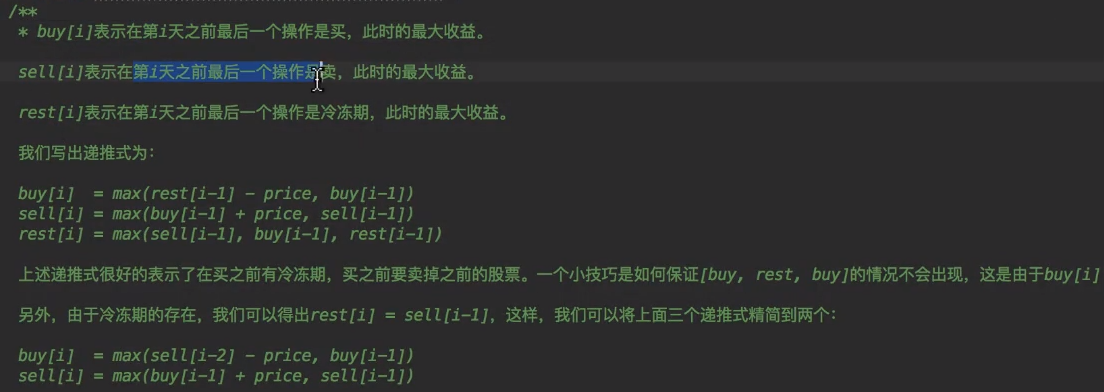 /**
* buy[i]表示在第i天之前最后一个操作是买，此时的最大收益。
sell[i]表示在第i天之前最后一个操作是卖，此时的最大收益。
rest[i]表示在第i天之前最后一个操作是冷冻期，此时的最大收益。
我们写出递推式为：
buy[i]  = max(rest[i-1] - price, buy[i-1])
sell[i] = max(buy[i-1] + price, sell[i-1])
rest[i] = max(sell[i-1], buy[i-1], rest[i-1])
上述递推式很好的表示了在买之前有冷冻期，买之前要卖掉之前的股票。一个小技巧是如何保证[buy, rest, buy]的情况不会出现，这是由于buy[i]
另外，由于冷冻期的存在，我们可以得出rest[i] = sell[i-1]，这样，我们可以将上面三个递推式精简到两个：
buy[i]  = max(sell[i-2] - price, buy[i-1])
sell[i] = max(buy[i-1] + price, sell[i-1])